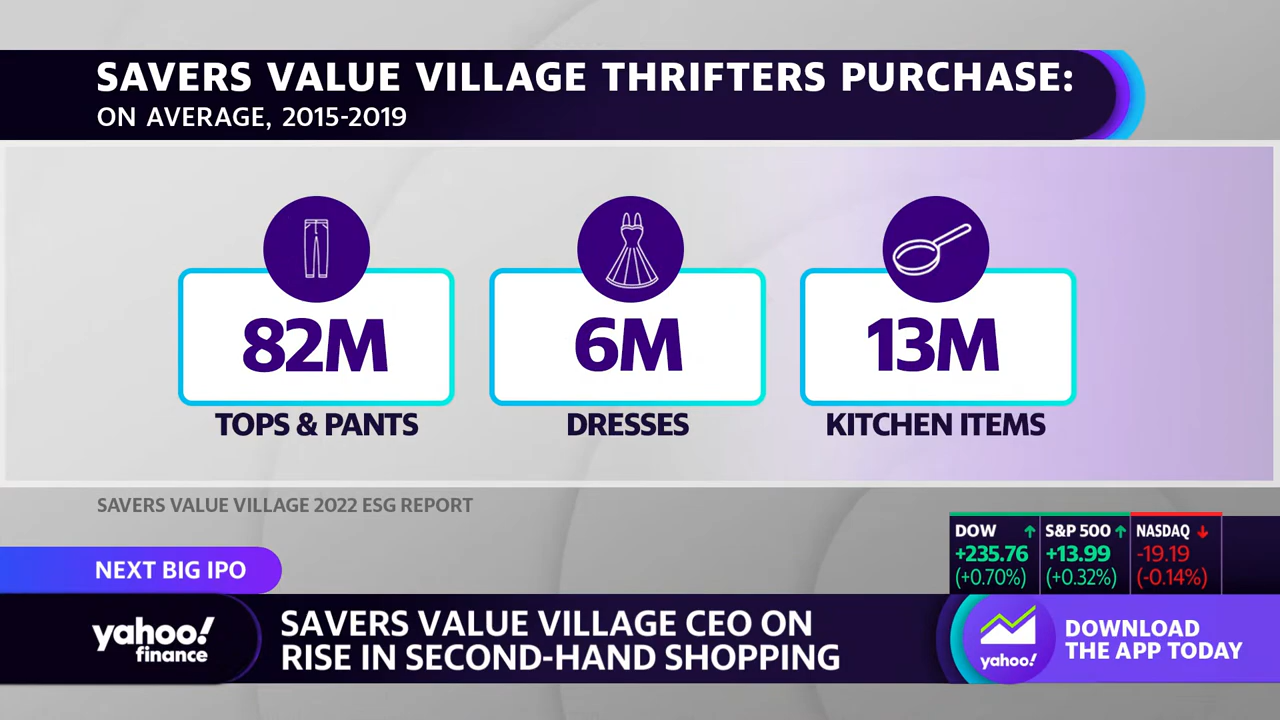 SAVERS VALUE VILLAGE THRIFTERS PURCHASE:
ON AVERAGE, 2015-2019
82M
TOPS & PANTS
6M
DRESSES
13M
KITCHEN ITEMS
SAVERS VALUE VILLAGE 2022 ESG REPORT
DOW
+235.76
(+0.70%)
S&P 500
+13.99
(+0.32%)
NASDAQ
-19.19
(-0.14%)
NEXT BIG IPO
yahoo!
finance
SAVERS VALUE VILLAGE CEO ON
RISE IN SECOND-HAND SHOPPING
yahoo!
DOWNLOAD
THE APP TODAY